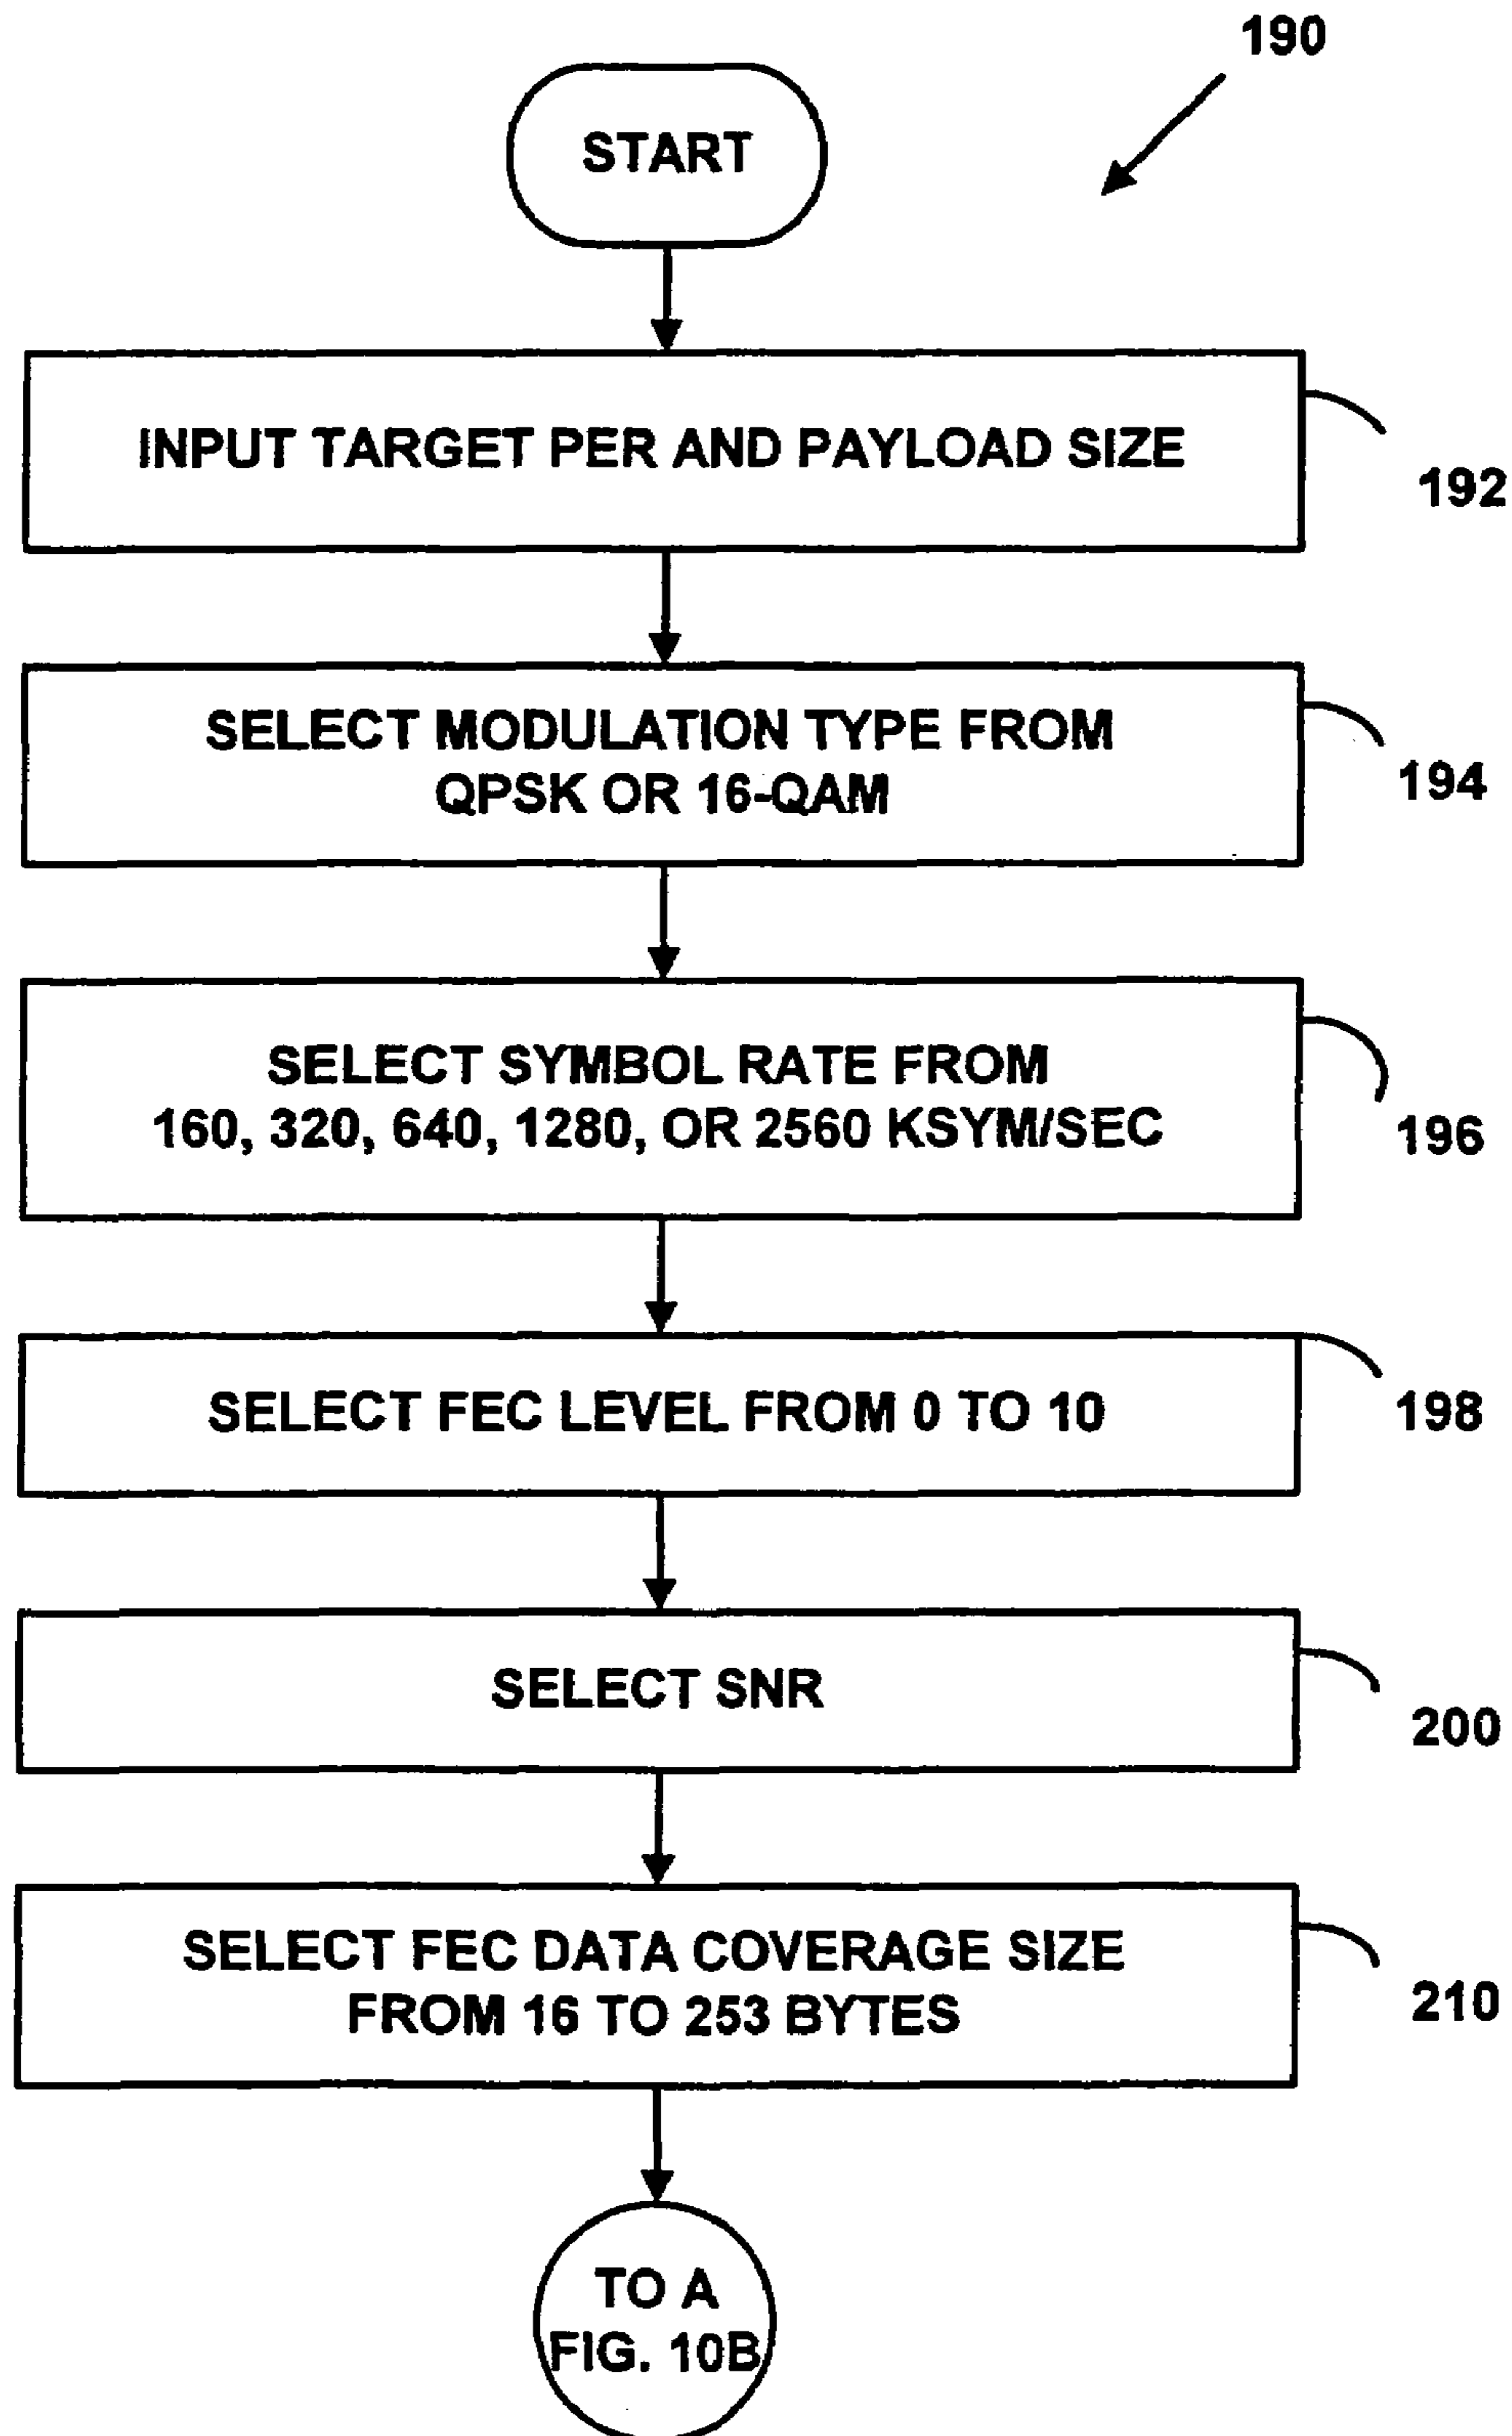 190
START
INPUT TARGET PER AND PAYLOAD SIZE
192
SELECT MODULATION TYPE FROM
QPSK OR 16-QAM
194
SELECT SYMBOL RATE FROM
160, 320, 640, 1280, OR 2560 KSYM/SEC
196
SELECT FEC LEVEL FROM 0 TO 10
198
SELECT SNR
200
SELECT FEC DATA COVERAGE SIZE
FROM 16 TO 253 BYTES
210
TO A
FIG. 10B